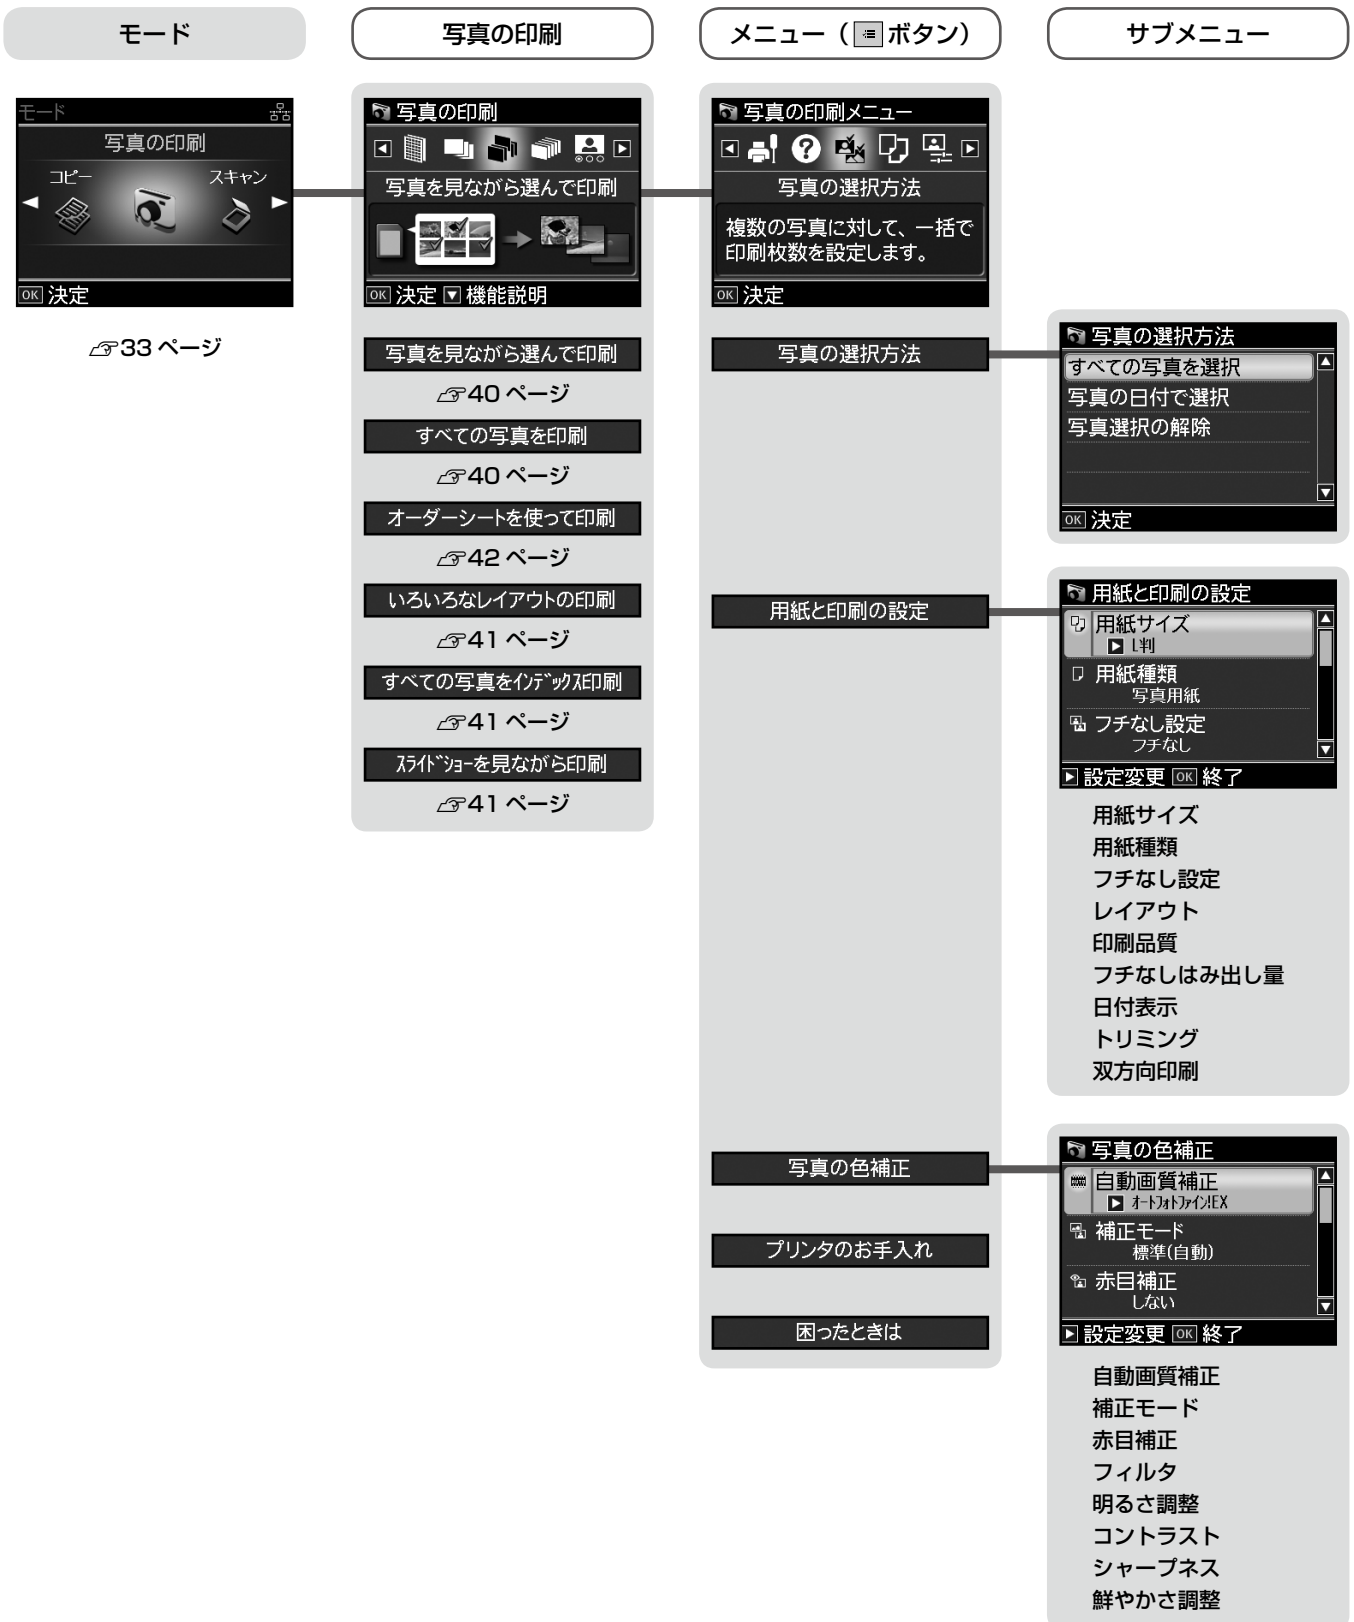 モード
写真の印刷
メニュー（ボタン）
サブメニュー
モード
写真の印刷
コピー
スキャン
OK 決定
33 ページ
写真の印刷
写真を見ながら選んで印刷
OK 決定 ▼ 機能説明
写真を見ながら選んで印刷
40 ページ
すべての写真を印刷
40 ページ
オーダーシートを使って印刷
42 ページ
いろいろなレイアウトの印刷
41 ページ
すべての写真をｲﾝﾃﾞｯｸｽ印刷
41 ページ
ｽﾗｲﾄﾞｼｮｰを見ながら印刷
41 ページ
写真の印刷メニュー
写真の選択方法
複数の写真に対して、一括で
印刷枚数を設定します。
OK 決定
写真の選択方法
用紙と印刷の設定
写真の色補正
プリンタのお手入れ
困ったときは
写真の選択方法
すべての写真を選択
写真の日付で選択
写真選択の解除
OK 決定
用紙と印刷の設定
用紙サイズ
L判
用紙種類
写真用紙
フチなし設定
フチなし
設定変更 OK 終了
用紙サイズ
用紙種類
フチなし設定
レイアウト
印刷品質
フチなしはみ出し量
日付表示
トリミング
双方向印刷
写真の色補正
自動画質補正
ｵｰﾄﾌｫﾄﾌｧｲﾝ!EX
補正モード
標準(自動)
赤目補正
しない
設定変更 OK 終了
自動画質補正
補正モード
赤目補正
フィルタ
明るさ調整
コントラスト
シャープネス
鮮やかさ調整